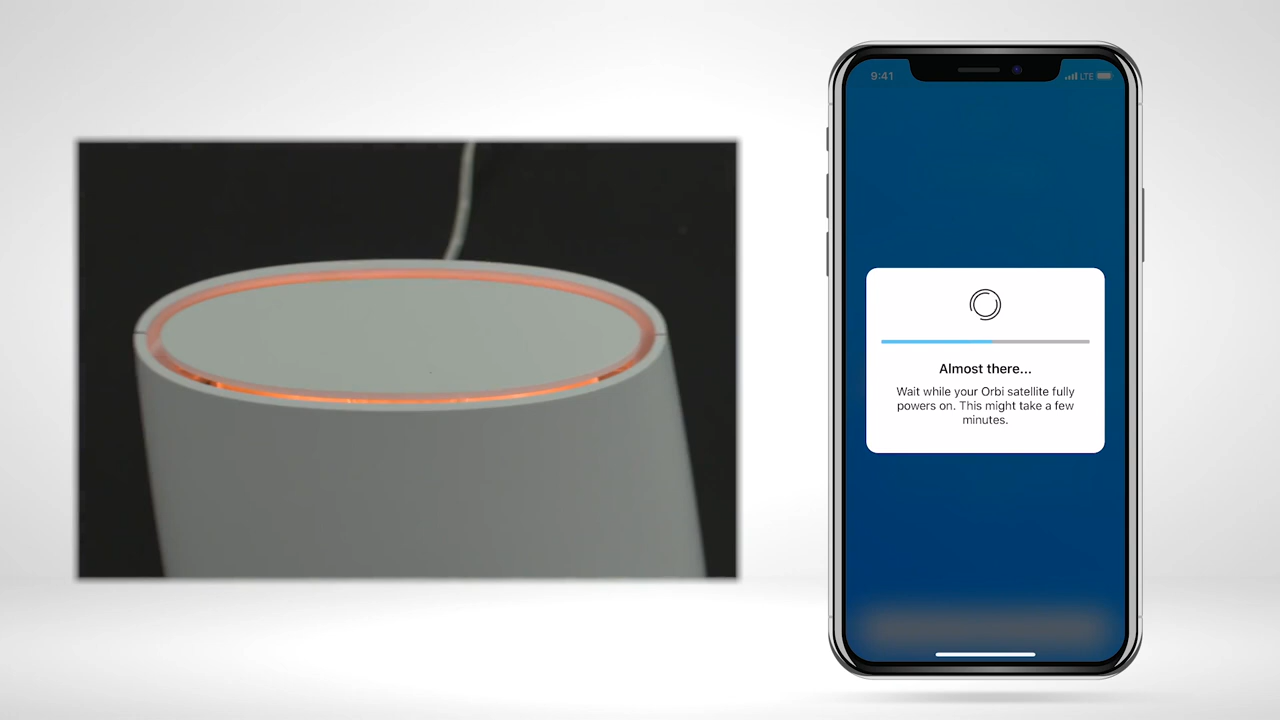 9:41
LTE
Almost there...
Wait while your Orbi satellite fully
powers on. This might take a few
minutes.